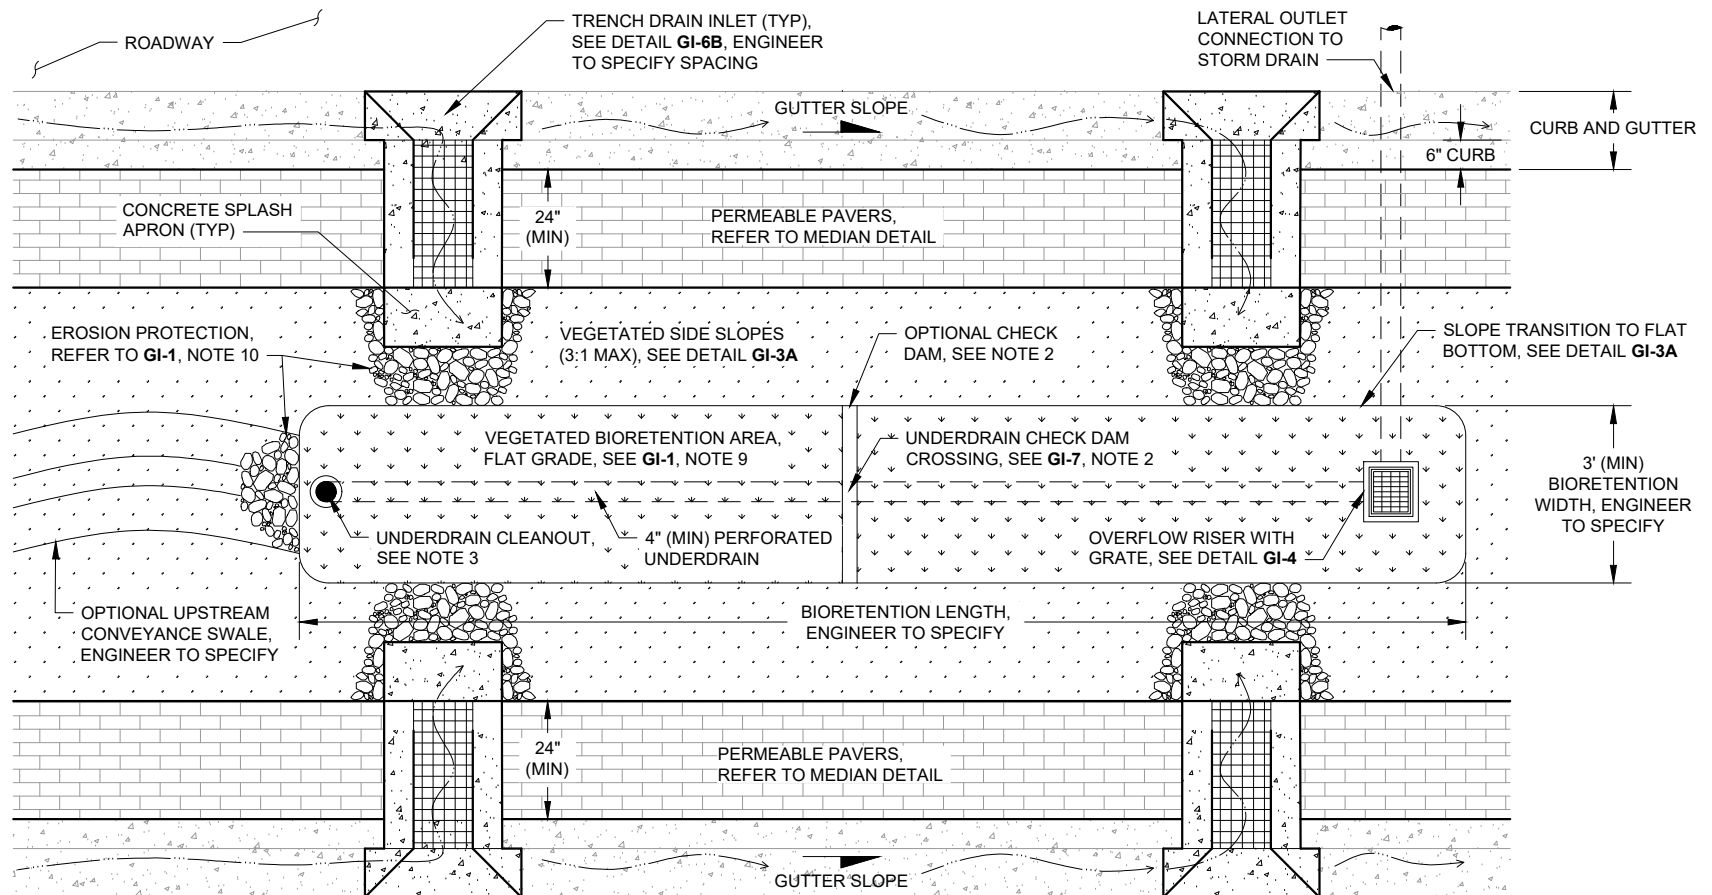 ROADWAY
TRENCH DRAIN INLET (TYP),
SEE DETAIL GI-6B, ENGINEER
TO SPECIFY SPACING
LATERAL OUTLET
CONNECTION TO
STORM DRAIN
GUTTER SLOPE
CURB AND GUTTER
6" CURB
CONCRETE SPLASH
APRON (TYP)
24"
(MIN)
PERMEABLE PAVERS,
REFER TO MEDIAN DETAIL
EROSION PROTECTION,
REFER TO GI-1, NOTE 10
VEGETATED SIDE SLOPES
(3:1 MAX), SEE DETAIL GI-3A
OPTIONAL CHECK
DAM, SEE NOTE 2
SLOPE TRANSITION TO FLAT
BOTTOM, SEE DETAIL GI-3A
VEGETATED BIORETENTION AREA,
FLAT GRADE, SEE GI-1, NOTE 9
UNDERDRAIN CHECK DAM
CROSSING, SEE GI-7, NOTE 2
3' (MIN)
BIORETENTION
WIDTH, ENGINEER
TO SPECIFY
UNDERDRAIN CLEANOUT,
SEE NOTE 3
4" (MIN) PERFORATED
UNDERDRAIN
OVERFLOW RISER WITH
GRATE, SEE DETAIL GI-4
OPTIONAL UPSTREAM
CONVEYANCE SWALE,
ENGINEER TO SPECIFY
BIORETENTION LENGTH,
ENGINEER TO SPECIFY
24"
(MIN)
PERMEABLE PAVERS,
REFER TO MEDIAN DETAIL
GUTTER SLOPE